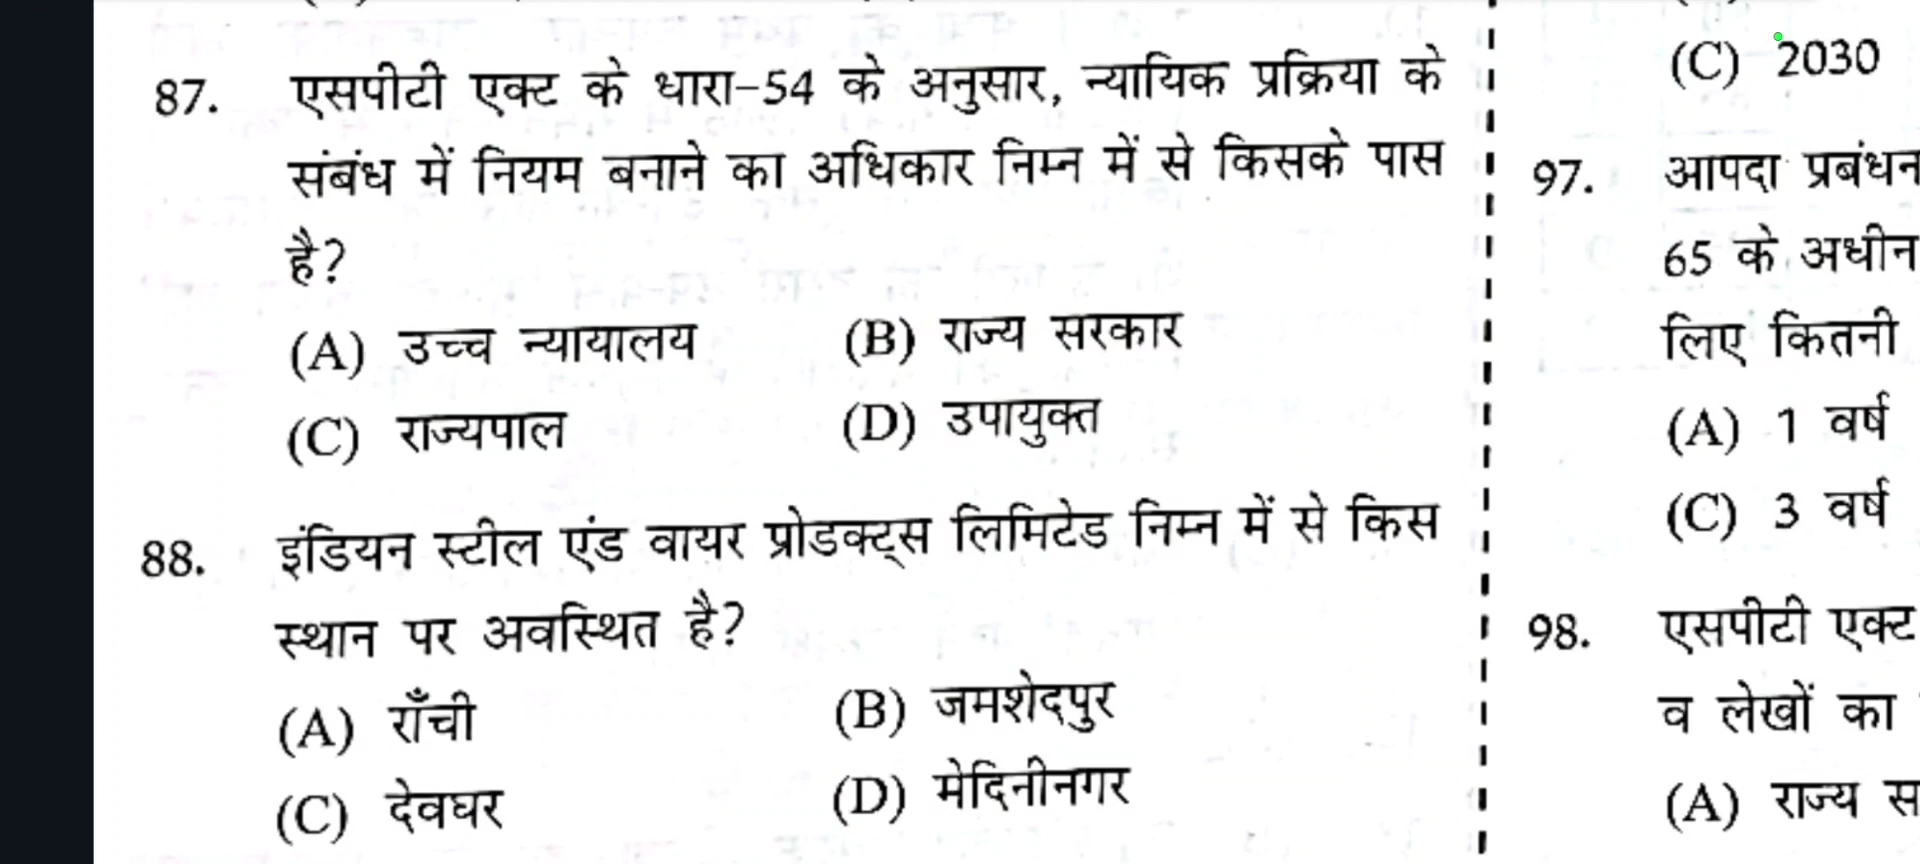 87. एसपीटी एक्ट के धारा–54 के अनुसार, न्यायिक प्रक्रिया के
संबंध में नियम बनाने का अधिकार निम्न में से किसके पास
है?
(A) उच्च न्यायालय (B) राज्य सरकार
(C) राज्यपाल (D) उपायुक्त
88. इंडियन स्टील एंड वायर प्रोडक्ट्स लिमिटेड निम्न में से किस
स्थान पर अवस्थित है?
(A) राँची (B) जमशेदपुर
(C) देवघर (D) मेदिनीनगर
(C) 2030
97. आपदा प्रबंधन
65 के अधीन
लिए कितनी
(A) 1 वर्ष
(C) 3 वर्ष
98. एसपीटी एक्ट
व लेखों का
(A) राज्य स